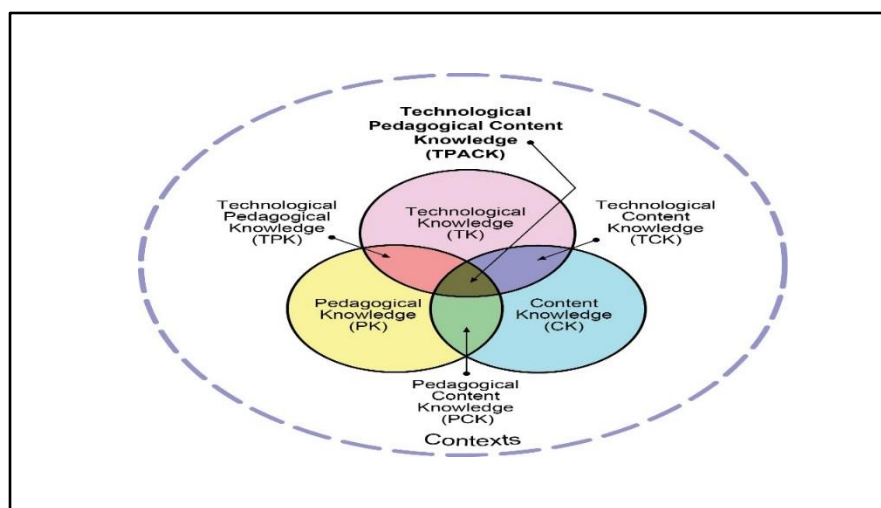 Technological
Pedagogical Content
Knowledge
(TPACK)
Technological
Pedagogical
Knowledge
(TPK)
Technological
Knowledge
(TK)
Technological
Content
Knowledge
(TCK)
Pedagogical
Knowledge
(PK)
Content
Knowledge
(CK)
Pedagogical
Content
Knowledge
(PCK)
Contexts